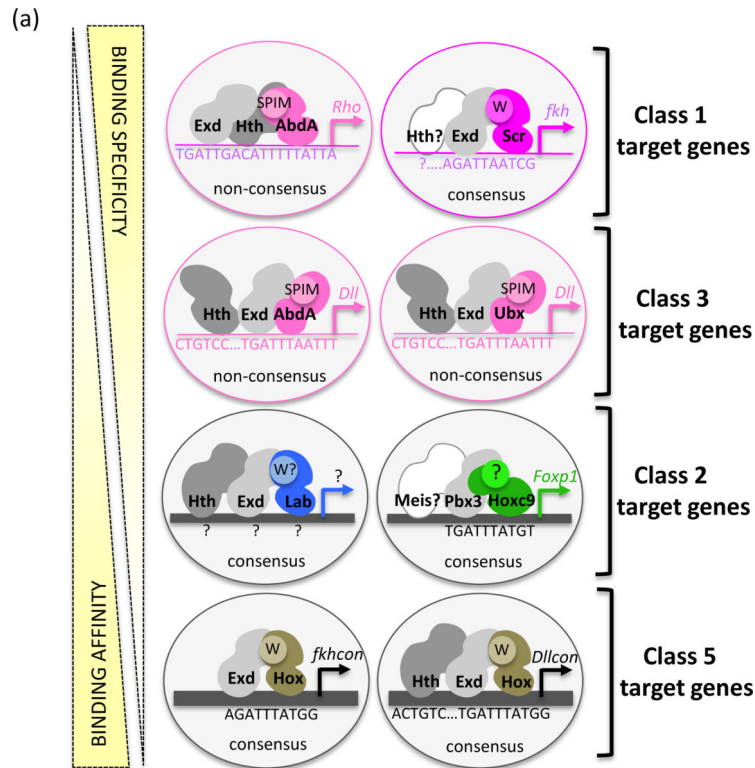 (a)
BINDING SPECIFICITY
BINDING AFFINITY
SPIM
Rho
Exd
Hth
AbdA
TGATTGACATTTTTATTA
non-consensus
W
fkh
Hth?
Exd
Scr
?....AGATTAATCG
consensus
Class 1
target genes
SPIM
Dll
Hth
Exd
AbdA
CTGTCC...TGATTTAATTT
non-consensus
SPIM
Dll
Hth
Exd
Ubx
CTGTCC...TGATTTAATTT
non-consensus
Class 3
target genes
W?
?
Hth
Exd
Lab
? ? ?
consensus
?
Foxp1
Meis?
Pbx3
Hoxc9
TGATTTATGT
consensus
Class 2
target genes
W
fkhcon
Exd
Hox
AGATTTATGG
consensus
W
Dllcon
Hth
Exd
Hox
ACTGTC...TGATTTATGG
consensus
Class 5
target genes